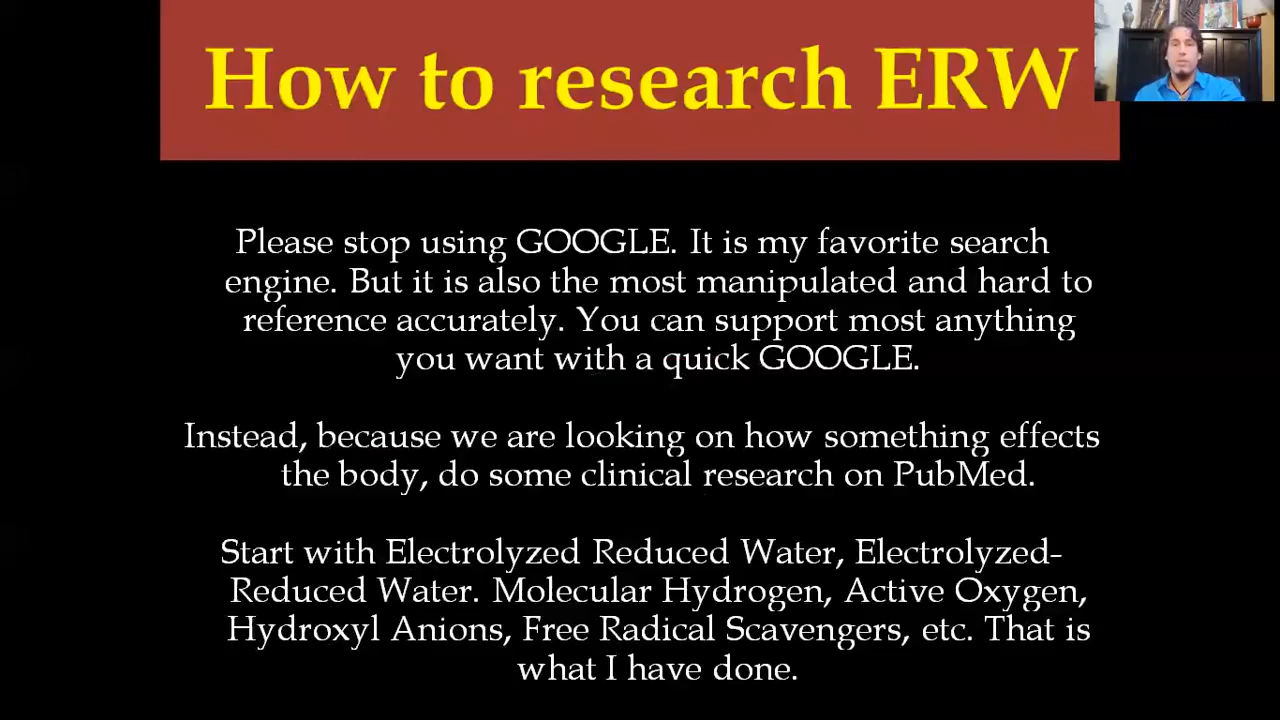 How to research ERW
Please stop using GOOGLE. It is my favorite search
engine. But it is also the most manipulated and hard to
reference accurately. You can support most anything
you want with a quick GOOGLE.
Instead, because we are looking on how something effects
the body, do some clinical research on PubMed.
Start with Electrolyzed Reduced Water, Electrolyzed-
Reduced Water. Molecular Hydrogen, Active Oxygen,
Hydroxyl Anions, Free Radical Scavengers, etc. That is
what I have done.